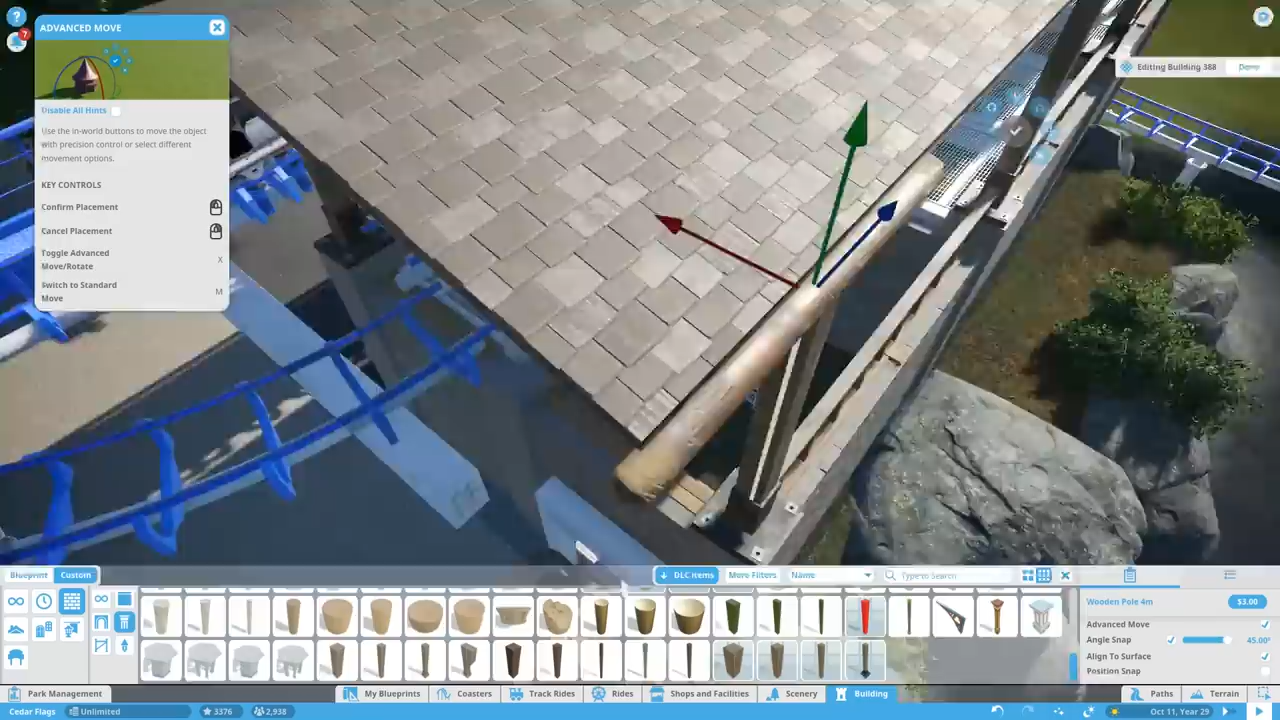 ADVANCED MOVE
7
Disable All Hints
Use the in-world buttons to move the object
with precision control or select different
movement options.
KEY CONTROLS
Confirm Placement
Cancel Placement
Toggle Advanced
Move/Rotate X
Switch to Standard
Move M
Editing Building 388 Done
Blueprint Custom
DLC Items More Filters Name Type to Search
Wooden Pole 4m $3.00
Advanced Move
Angle Snap 45.00°
Align To Surface
Position Snap
Park Management My Blueprints Coasters Track Rides Rides Shops and Facilities Scenery Building Paths Terrain
Cedar Flags Unlimited 3376 2,938 Oct 11, Year 29